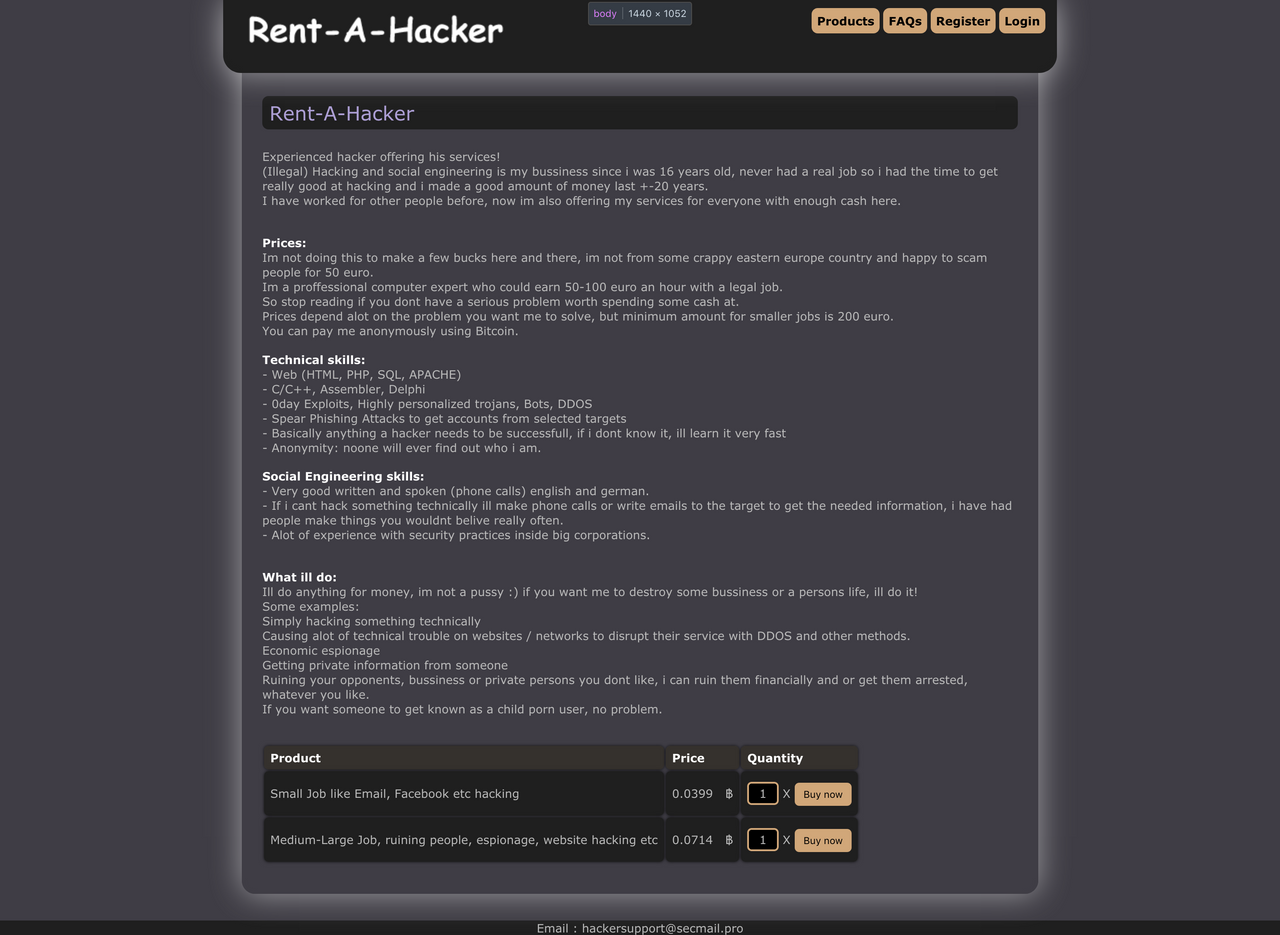 body 1440 × 1052
Rent-A-Hacker
Products FAQs Register Login
Rent-A-Hacker
Experienced hacker offering his services!
(Illegal) Hacking and social engineering is my bussiness since i was 16 years old, never had a real job so i had the time to get
really good at hacking and i made a good amount of money last +-20 years.
I have worked for other people before, now im also offering my services for everyone with enough cash here.
Prices:
Im not doing this to make a few bucks here and there, im not from some crappy eastern europe country and happy to scam
people for 50 euro.
Im a proffessional computer expert who could earn 50-100 euro an hour with a legal job.
So stop reading if you dont have a serious problem worth spending some cash at.
Prices depend alot on the problem you want me to solve, but minimum amount for smaller jobs is 200 euro.
You can pay me anonymously using Bitcoin.
Technical skills:
- Web (HTML, PHP, SQL, APACHE)
- C/C++, Assembler, Delphi
- 0day Exploits, Highly personalized trojans, Bots, DDOS
- Spear Phishing Attacks to get accounts from selected targets
- Basically anything a hacker needs to be successfull, if i dont know it, ill learn it very fast
- Anonymity: noone will ever find out who i am.
Social Engineering skills:
- Very good written and spoken (phone calls) english and german.
- If i cant hack something technically ill make phone calls or write emails to the target to get the needed information, i have had
people make things you wouldnt belive really often.
- Alot of experience with security practices inside big corporations.
What ill do:
Ill do anything for money, im not a pussy :) if you want me to destroy some bussiness or a persons life, ill do it!
Some examples:
Simply hacking something technically
Causing alot of technical trouble on websites / networks to disrupt their service with DDOS and other methods.
Economic espionage
Getting private information from someone
Ruining your opponents, bussiness or private persons you dont like, i can ruin them financially and or get them arrested,
whatever you like.
If you want someone to get known as a child porn user, no problem.
Product Price Quantity
Small Job like Email, Facebook etc hacking 0.0399 ฿ 1 X Buy now
Medium-Large Job, ruining people, espionage, website hacking etc 0.0714 ฿ 1 X Buy now
Email : hackersupport@secmail.pro